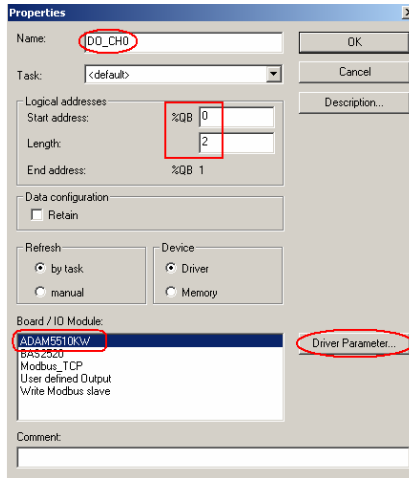 Properties
Name: DO_CH0
OK
Task: <default>
Cancel
Logical addresses
Description...
Start address: %QB 0
Length: 2
End address: %QB 1
Data configuration
Retain
Refresh
Device
by task
Driver
manual
Memory
Board / IO Module:
ADAM5510KW
Driver Parameter...
BAS2520
Modbus_TCP
User defined Output
Write Modbus slave
Comment: